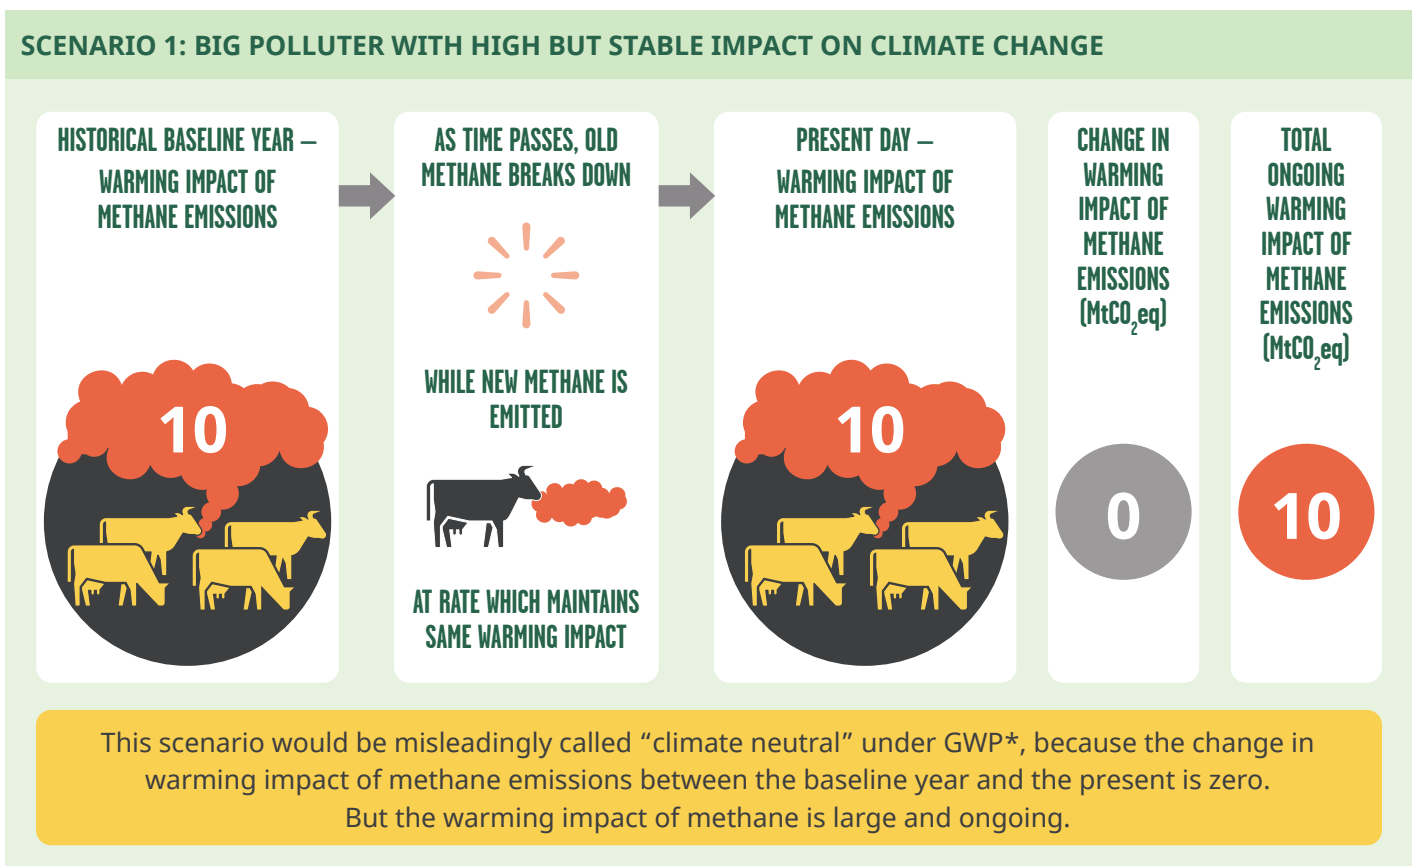 SCENARIO 1: BIG POLLUTER WITH HIGH BUT STABLE IMPACT ON CLIMATE CHANGE
HISTORICAL BASELINE YEAR –
WARMING IMPACT OF
METHANE EMISSIONS
10
AS TIME PASSES, OLD
METHANE BREAKS DOWN
WHILE NEW METHANE IS
EMITTED
AT RATE WHICH MAINTAINS
SAME WARMING IMPACT
PRESENT DAY –
WARMING IMPACT OF
METHANE EMISSIONS
10
CHANGE IN
WARMING
IMPACT OF
METHANE
EMISSIONS
(MtCO₂eq)
0
TOTAL
ONGOING
WARMING
IMPACT OF
METHANE
EMISSIONS
(MtCO₂eq)
10
This scenario would be misleadingly called “climate neutral” under GWP*, because the change in
warming impact of methane emissions between the baseline year and the present is zero.
But the warming impact of methane is large and ongoing.